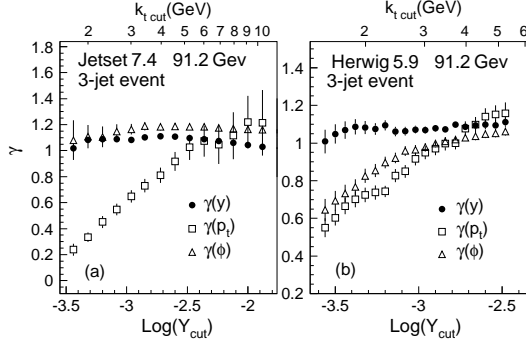 k_t cut(GeV)
2 3 4 5 6 7 8 9 10
Jetset 7.4 91.2 Gev
3-jet event
γ
1.8
1.6
1.4
1.2
1
0.8
0.6
0.4
0.2
0
γ(y)
γ(p_t)
γ(ϕ)
(a)
-3.5 -3 -2.5 -2
Log(Y_cut)
k_t cut(GeV)
2 3 4 5 6
Herwig 5.9 91.2 GeV
3-jet event
1.4
1.2
1
0.8
0.6
0.4
0.2
γ(y)
γ(p_t)
γ(ϕ)
(b)
-3.5 -3 -2.5
Log(Y_cut)